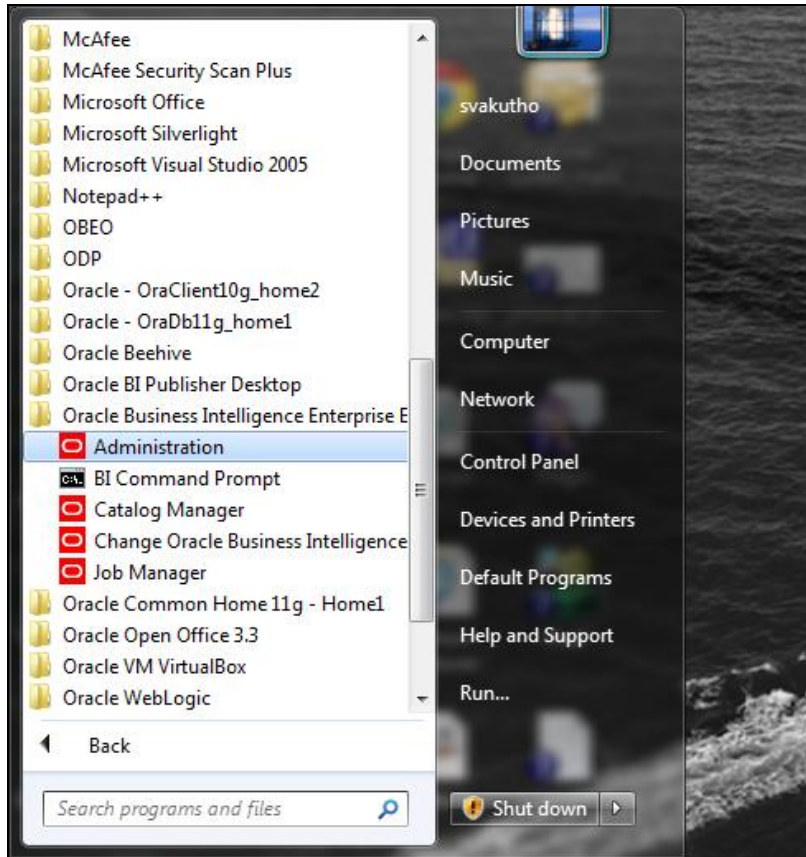 McAfee
McAfee Security Scan Plus
Microsoft Office
Microsoft Silverlight
Microsoft Visual Studio 2005
Notepad++
OBEO
ODP
Oracle - OraClient10g_home2
Oracle - OraDb11g_home1
Oracle Beehive
Oracle BI Publisher Desktop
Oracle Business Intelligence Enterprise E
Administration
C:\.
BI Command Prompt
Catalog Manager
Change Oracle Business Intelligence
Job Manager
Oracle Common Home 11g - Home1
Oracle Open Office 3.3
Oracle VM VirtualBox
Oracle WebLogic
Back
Search programs and files
svakutho
Documents
Pictures
Music
Computer
Network
Control Panel
Devices and Printers
Default Programs
Help and Support
Run...
Shut down